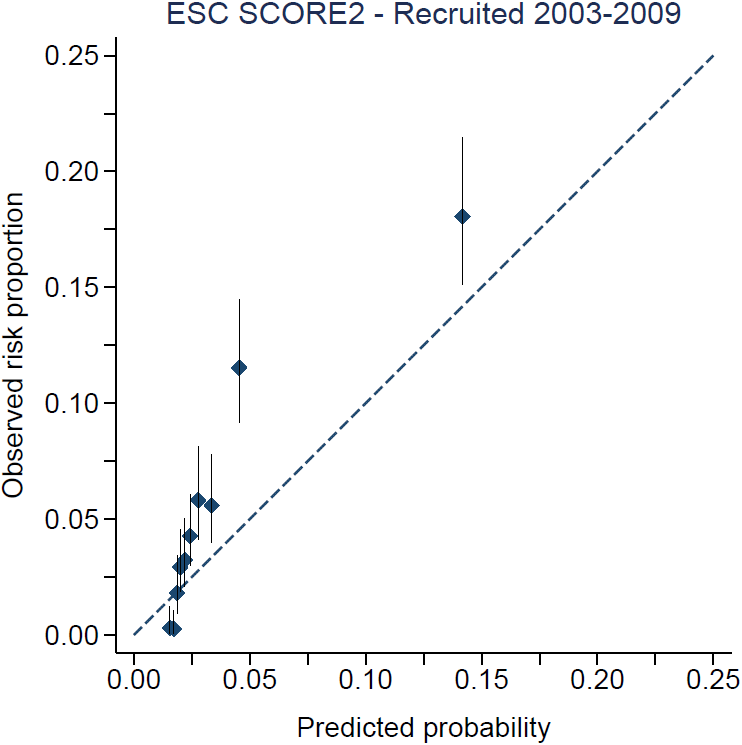 ESC SCORE2 - Recruited 2003-2009
0.25
0.20
0.15
0.10
0.05
0.00
Observed risk proportion
0.00 0.05 0.10 0.15 0.20 0.25
Predicted probability